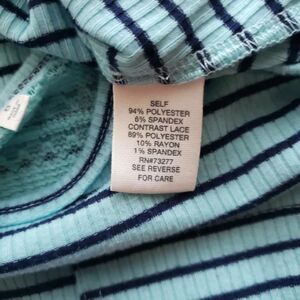 SELF
94% POLYESTER
6% SPANDEX
CONTRAST LACE
89% POLYESTER
10% RAYON
1% SPANDEX
RN#73277
SEE REVERSE
FOR CARE